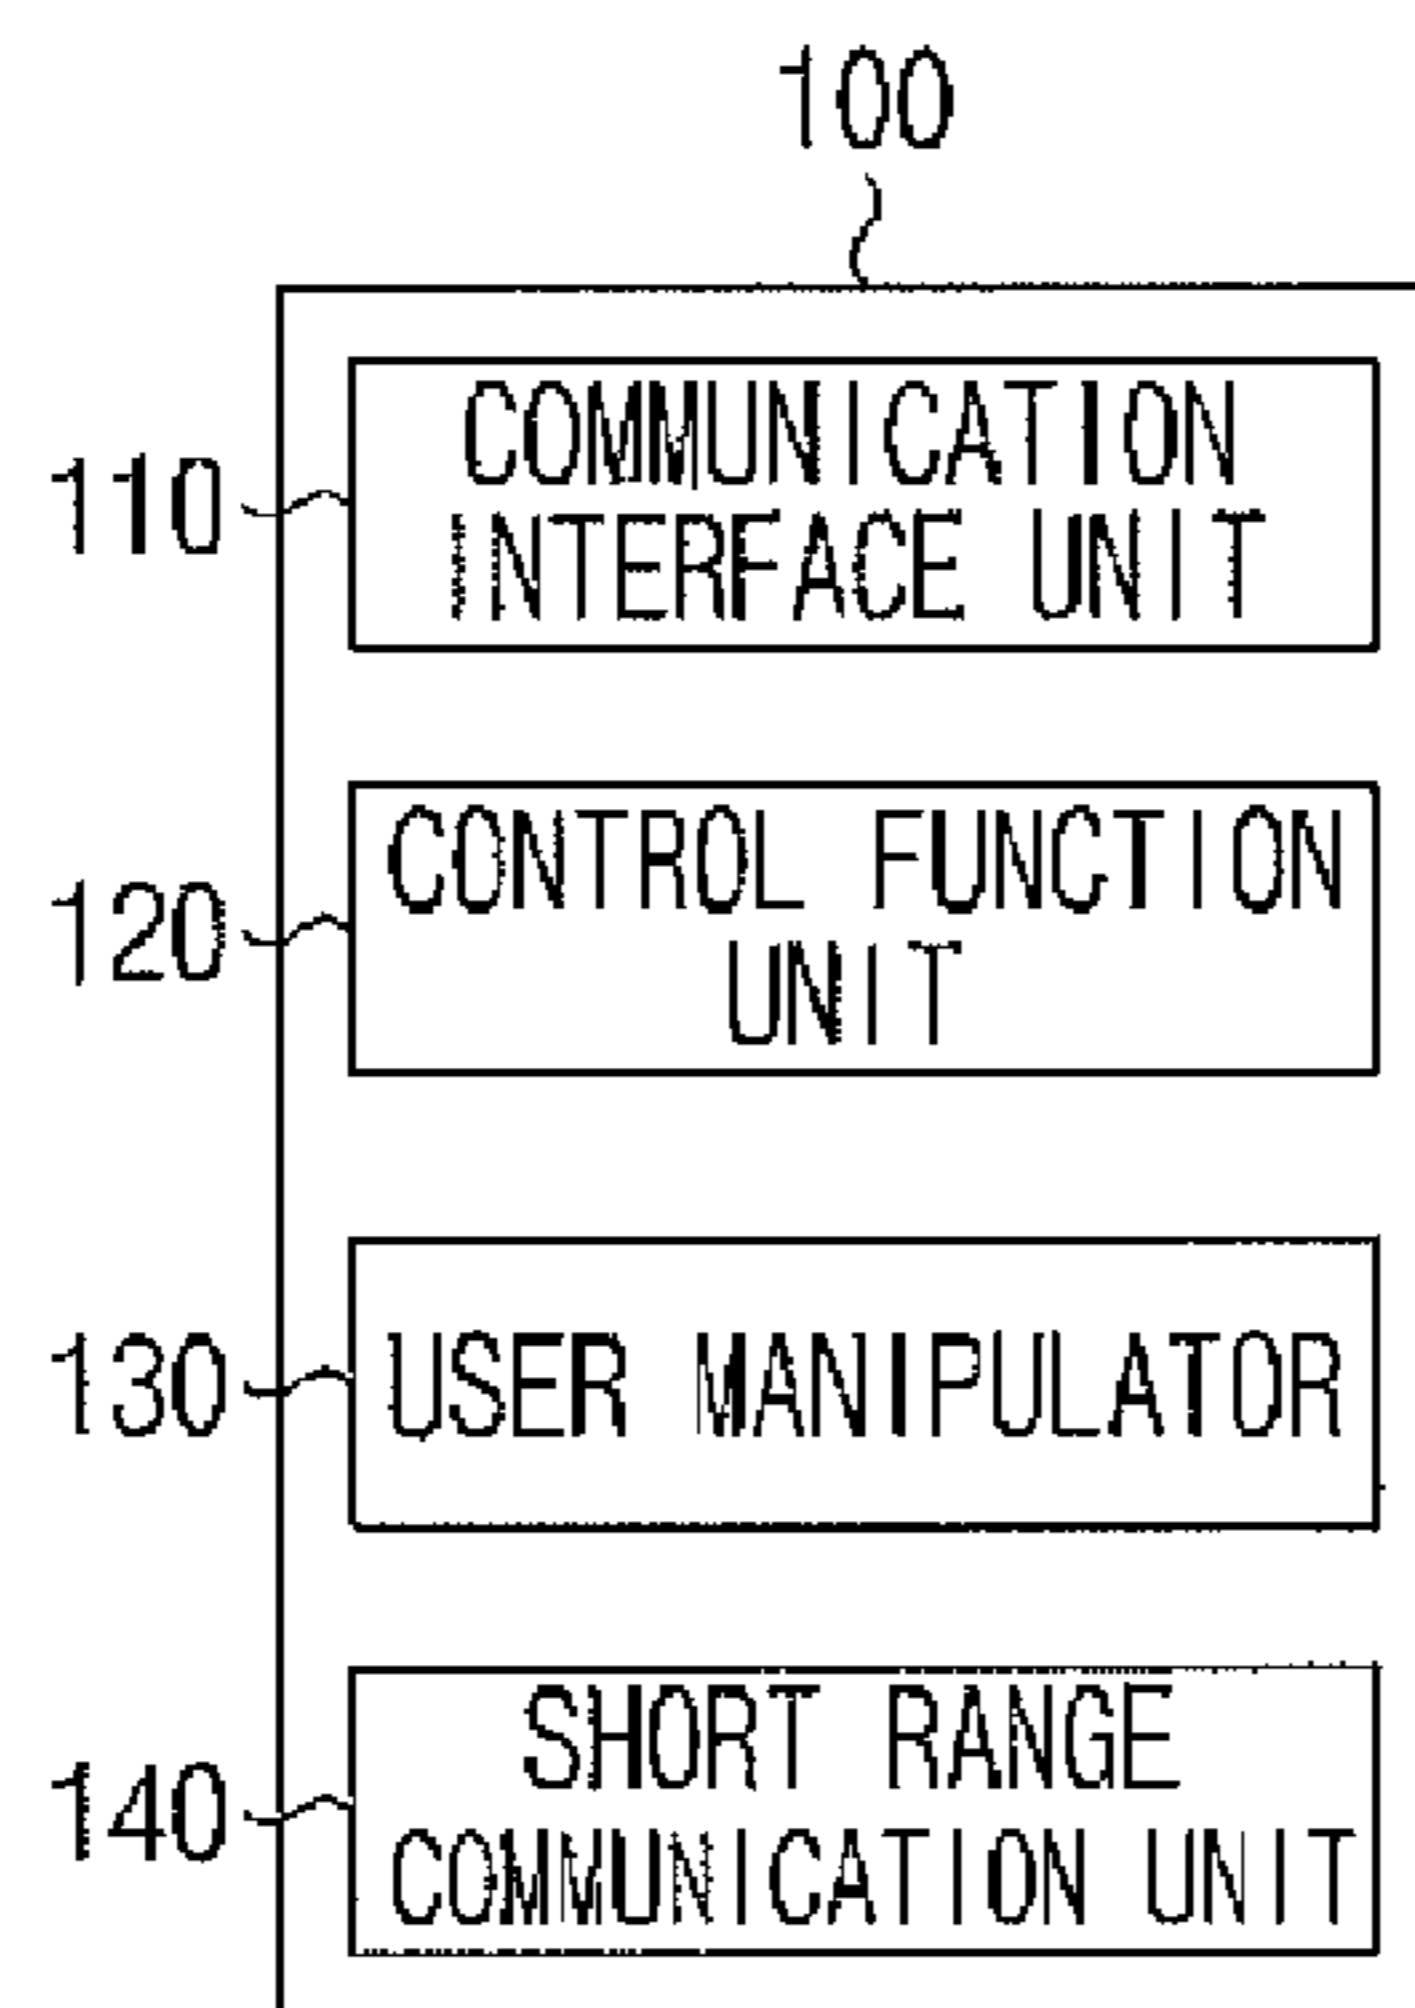 100
110
COMMUNICATION
INTERFACE UNIT
120
CONTROL FUNCTION
UNIT
130
USER MANIPULATOR
140
SHORT RANGE
COMMUNICATION UNIT